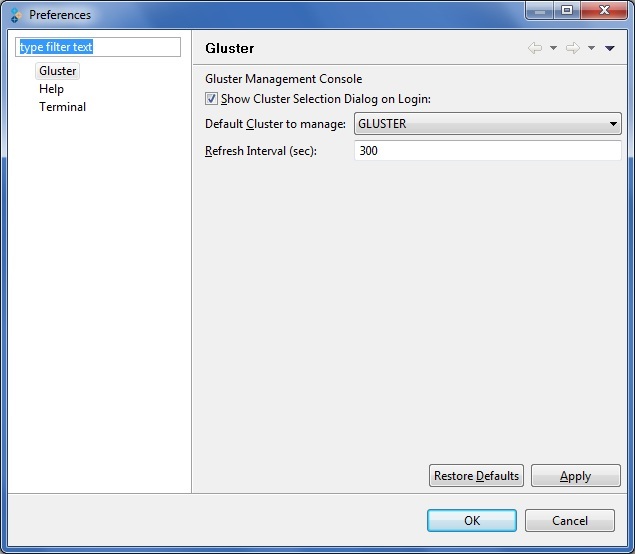 Preferences
type filter text
Gluster
Help
Terminal
Gluster
Gluster Management Console
Show Cluster Selection Dialog on Login:
Default Cluster to manage: GLUSTER
Refresh Interval (sec): 300
Restore Defaults Apply
OK Cancel